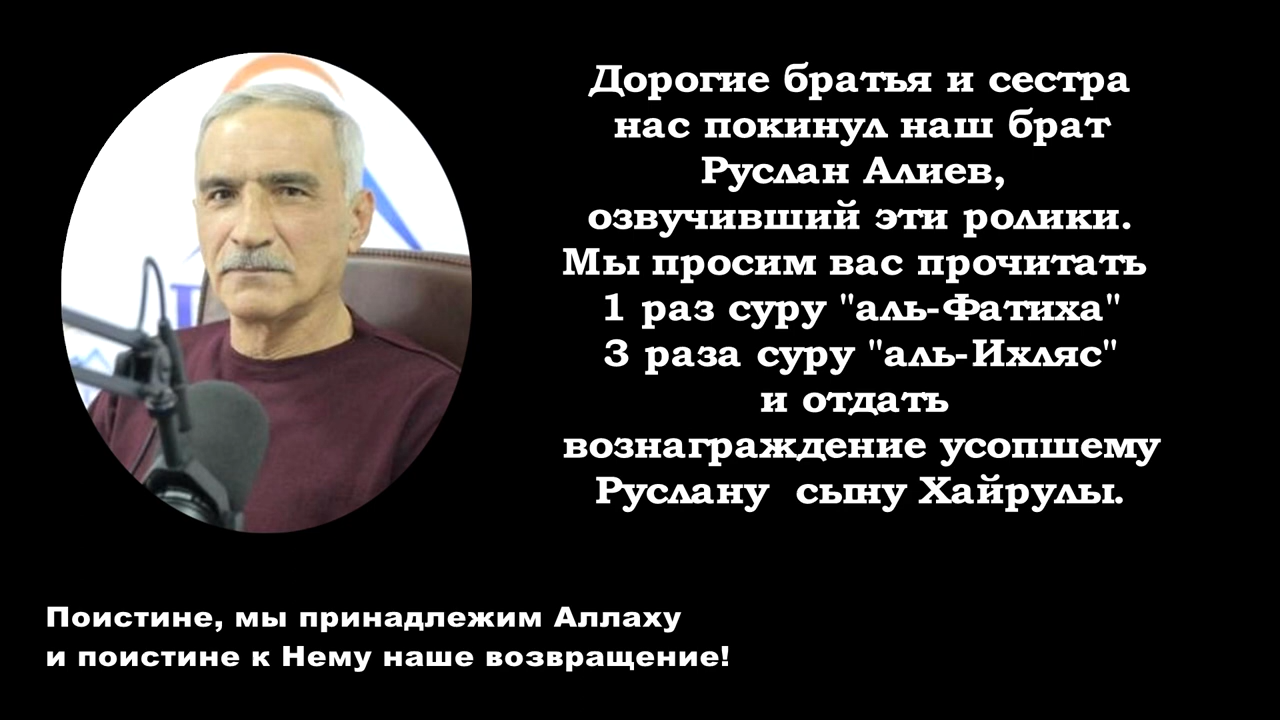 Дорогие братья и сестра
нас покинул наш брат
Руслан Алиев,
озвучивший эти ролики.
Мы просим вас прочитать
1 раз суру "аль-Фатиха"
3 раза суру "аль-Ихляс"
и отдать
вознаграждение усопшему
Руслану сыну Хайрулы.
Поистине, мы принадлежим Аллаху
и поистине к Нему наше возвращение!